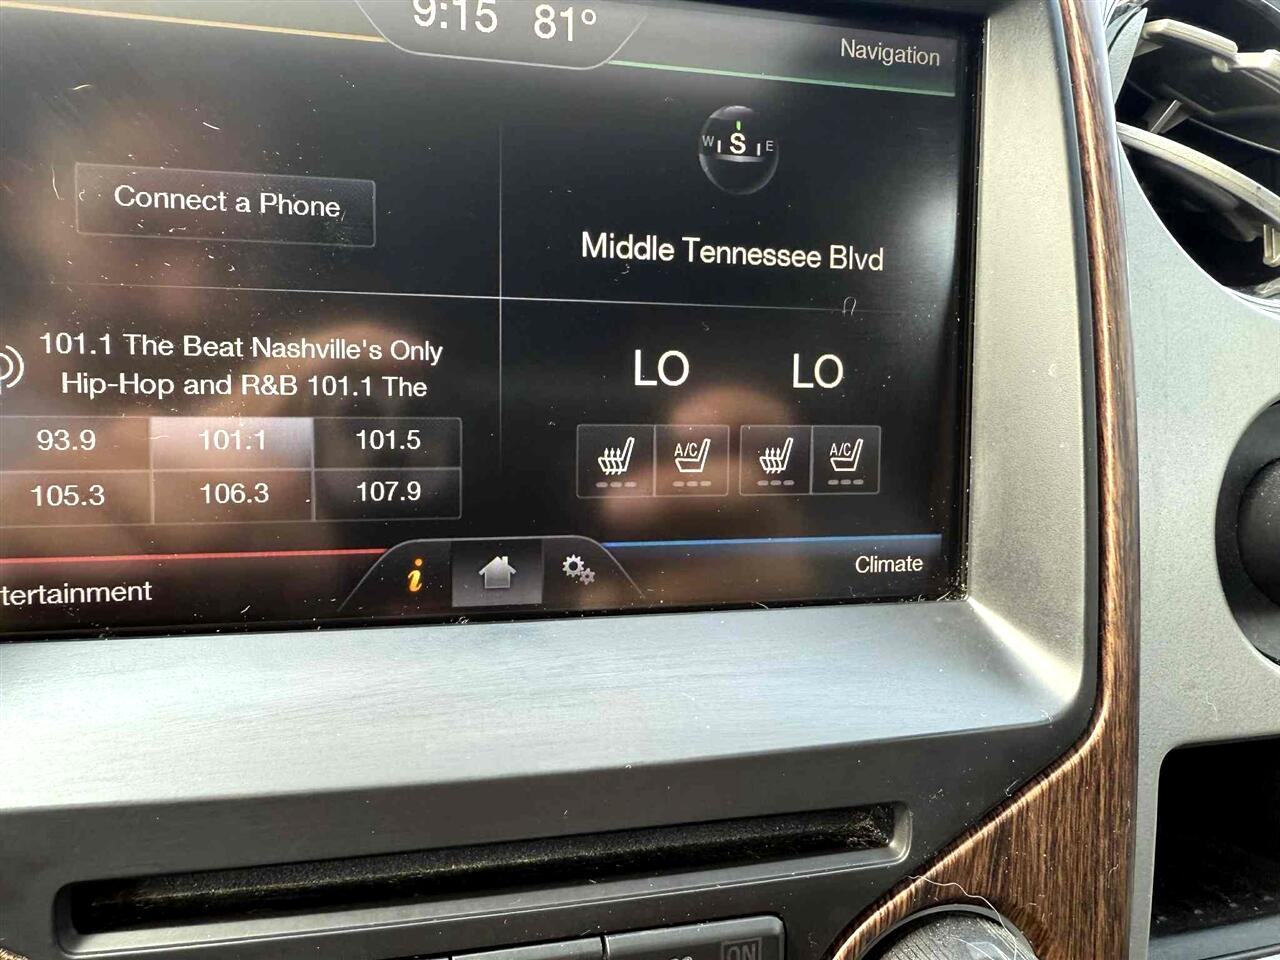 9:15 81°
Navigation
W S E
Connect a Phone
Middle Tennessee Blvd
101.1 The Beat Nashville's Only
Hip-Hop and R&B 101.1 The
93.9 101.1 101.5
105.3 106.3 107.9
LO LO
A/C A/C
tertainment
i
Climate
ON